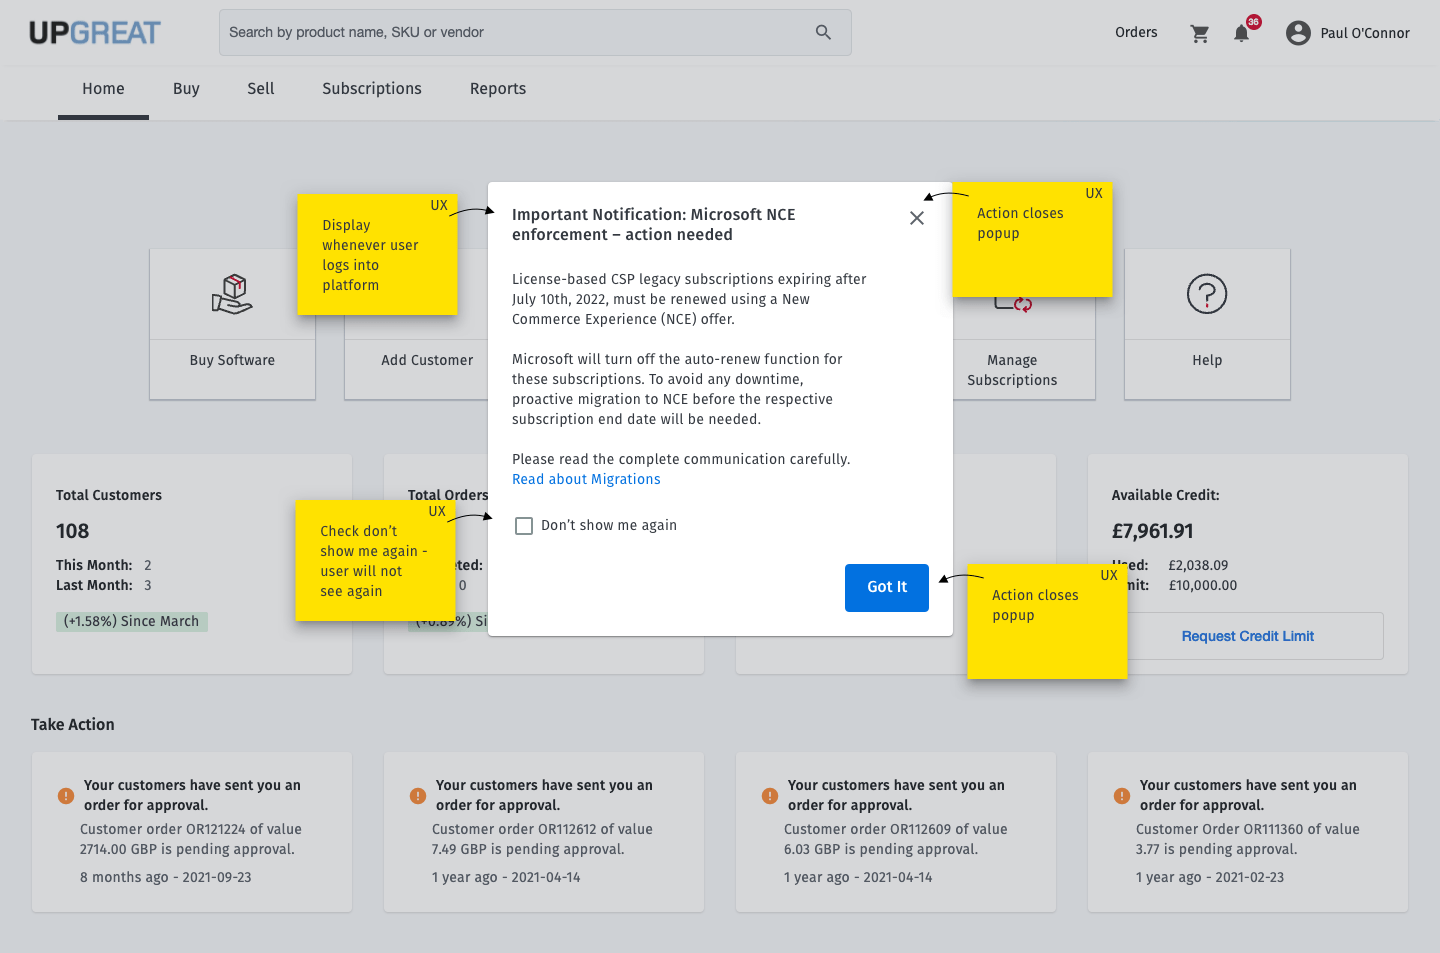 UPGREAT
Search by product name, SKU or vendor
Orders
36
Paul O'Connor
Home
Buy
Sell
Subscriptions
Reports
UX
Display
whenever user
logs into
platform
Important Notification: Microsoft NCE
enforcement – action needed
UX
Action closes
popup
License-based CSP legacy subscriptions expiring after
July 10th, 2022, must be renewed using a New
Commerce Experience (NCE) offer.
Microsoft will turn off the auto-renew function for
these subscriptions. To avoid any downtime,
proactive migration to NCE before the respective
subscription end date will be needed.
Please read the complete communication carefully.
Read about Migrations
Don’t show me again
Got It
UX
Check don’t
show me again -
user will not
see again
UX
Action closes
popup
Buy Software
Add Customer
Manage
Subscriptions
Help
Total Customers
108
This Month: 2
Last Month: 3
(+1.58%) Since March
Total Orders
0
Available Credit:
£7,961.91
£2,038.09
£10,000.00
Request Credit Limit
Take Action
Your customers have sent you an
order for approval.
Customer order OR121224 of value
2714.00 GBP is pending approval.
8 months ago - 2021-09-23
Your customers have sent you an
order for approval.
Customer order OR112612 of value
7.49 GBP is pending approval.
1 year ago - 2021-04-14
Your customers have sent you an
order for approval.
Customer order OR112609 of value
6.03 GBP is pending approval.
1 year ago - 2021-04-14
Your customers have sent you an
order for approval.
Customer Order OR111360 of value
3.77 is pending approval.
1 year ago - 2021-02-23